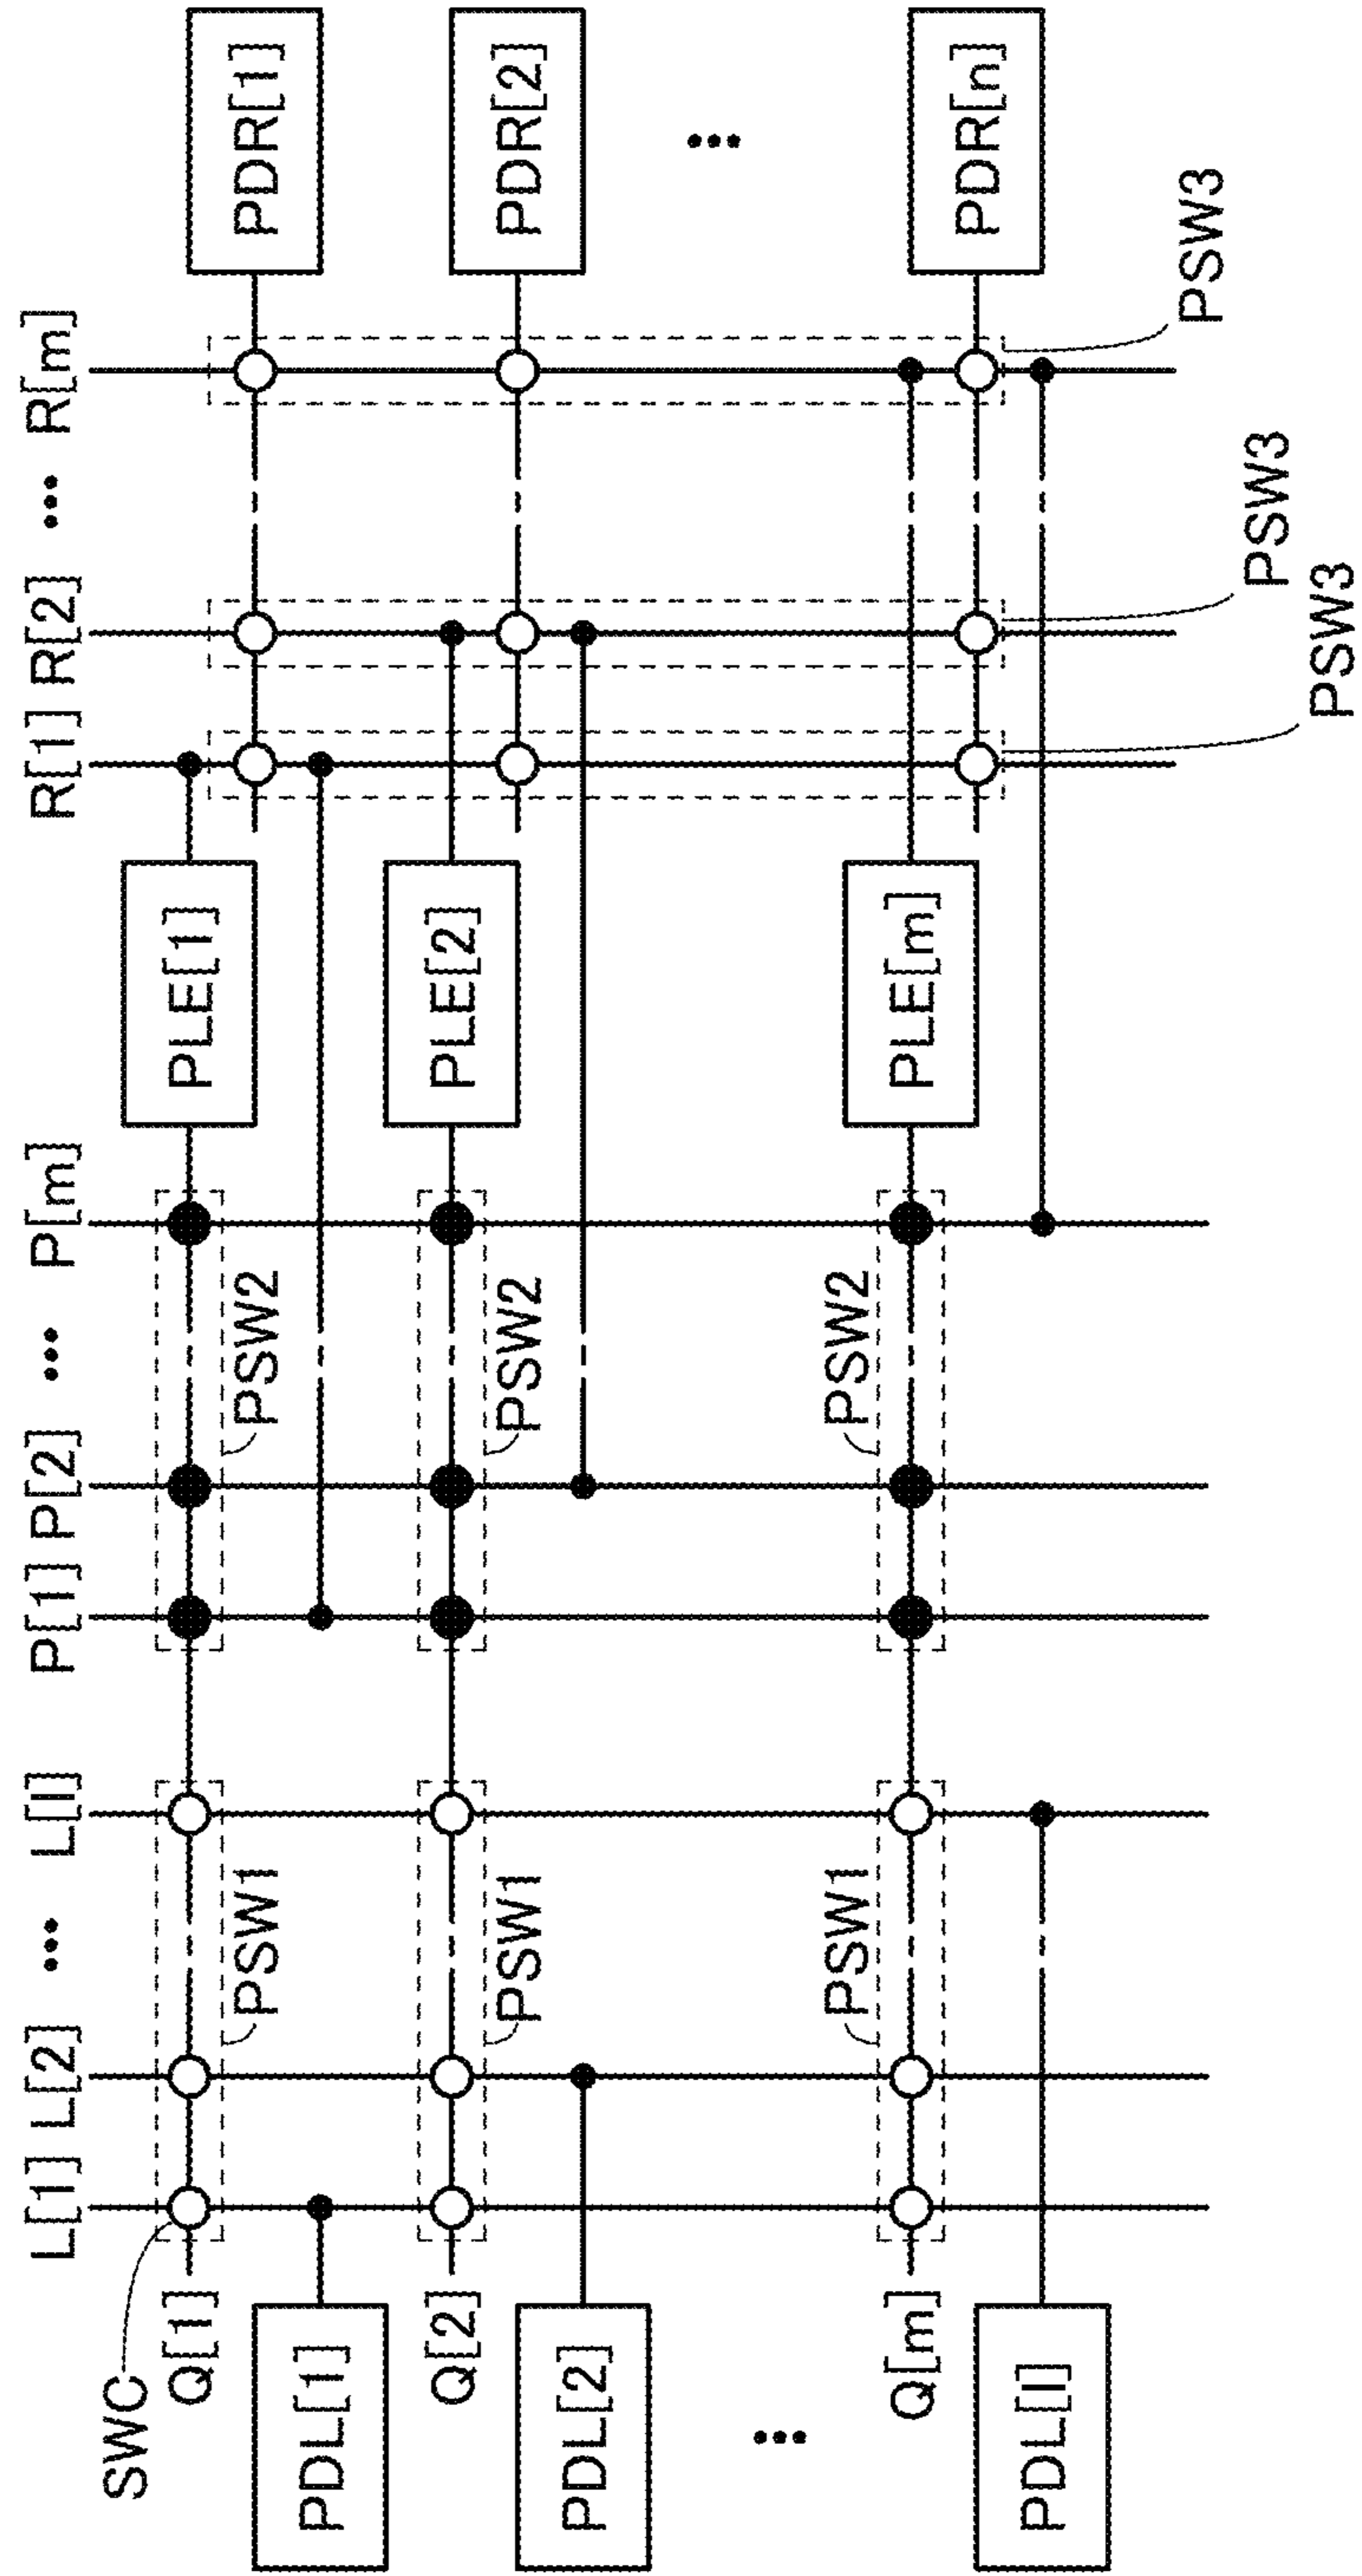 L[1] L[2] ... L[l] P[1] P[2] ... P[m] R[1] R[2] ... R[m]
SWC
Q[1] PLE[1]
PSW1 PSW2 PDR[1]
PDL[1]
Q[2] PLE[2]
PSW1 PSW2 PDR[2]
PDL[2]
...
...
PSW1 PSW2
Q[m] PLE[m]
PDR[n]
PDL[l]
PSW3
PSW3
PSW3